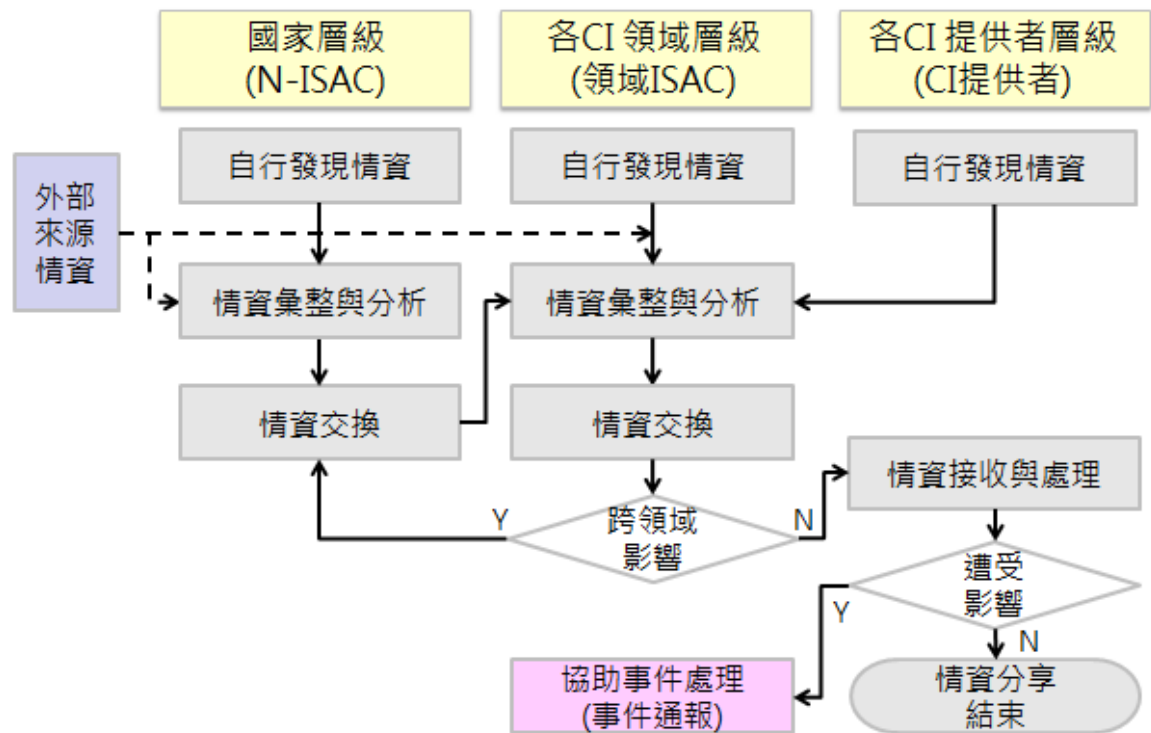 國家層級
(N-ISAC)
各CI 領域層級
(領域ISAC)
各CI 提供者層級
(CI提供者)
外部
來源
情資
自行發現情資
自行發現情資
自行發現情資
情資彙整與分析
情資彙整與分析
情資交換
情資交換
情資接收與處理
Y
跨領域
影響
N
遭受
影響
Y
N
協助事件處理
(事件通報)
情資分享
結束